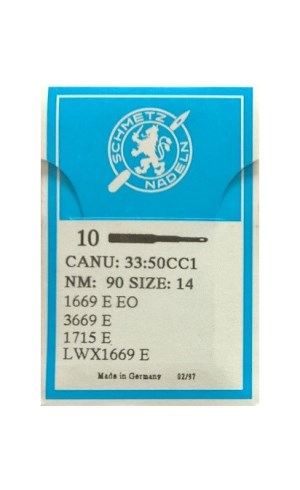 SCHMETZ
NADELN
10
CANU: 33:50CC1
NM: 90 SIZE: 14
1669 E EO
3669 E
1715 E
LWX1669 E
Made in Germany 02/97